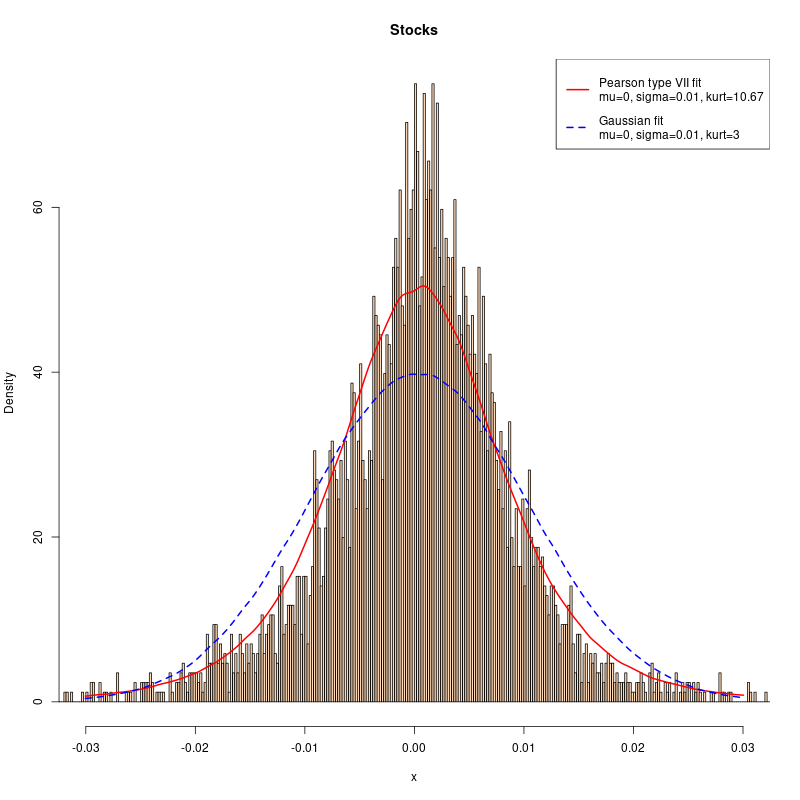 Stocks
Pearson type VII fit
mu=0, sigma=0.01, kurt=10.67
Gaussian fit
mu=0, sigma=0.01, kurt=3
60
40
20
0
Density
-0.03 -0.02 -0.01 0.00 0.01 0.02 0.03
x